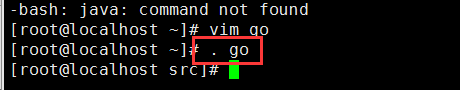 -bash: java: command not found
[root@localhost ~]# vim go
[root@localhost ~]# . go
[root@localhost src]#